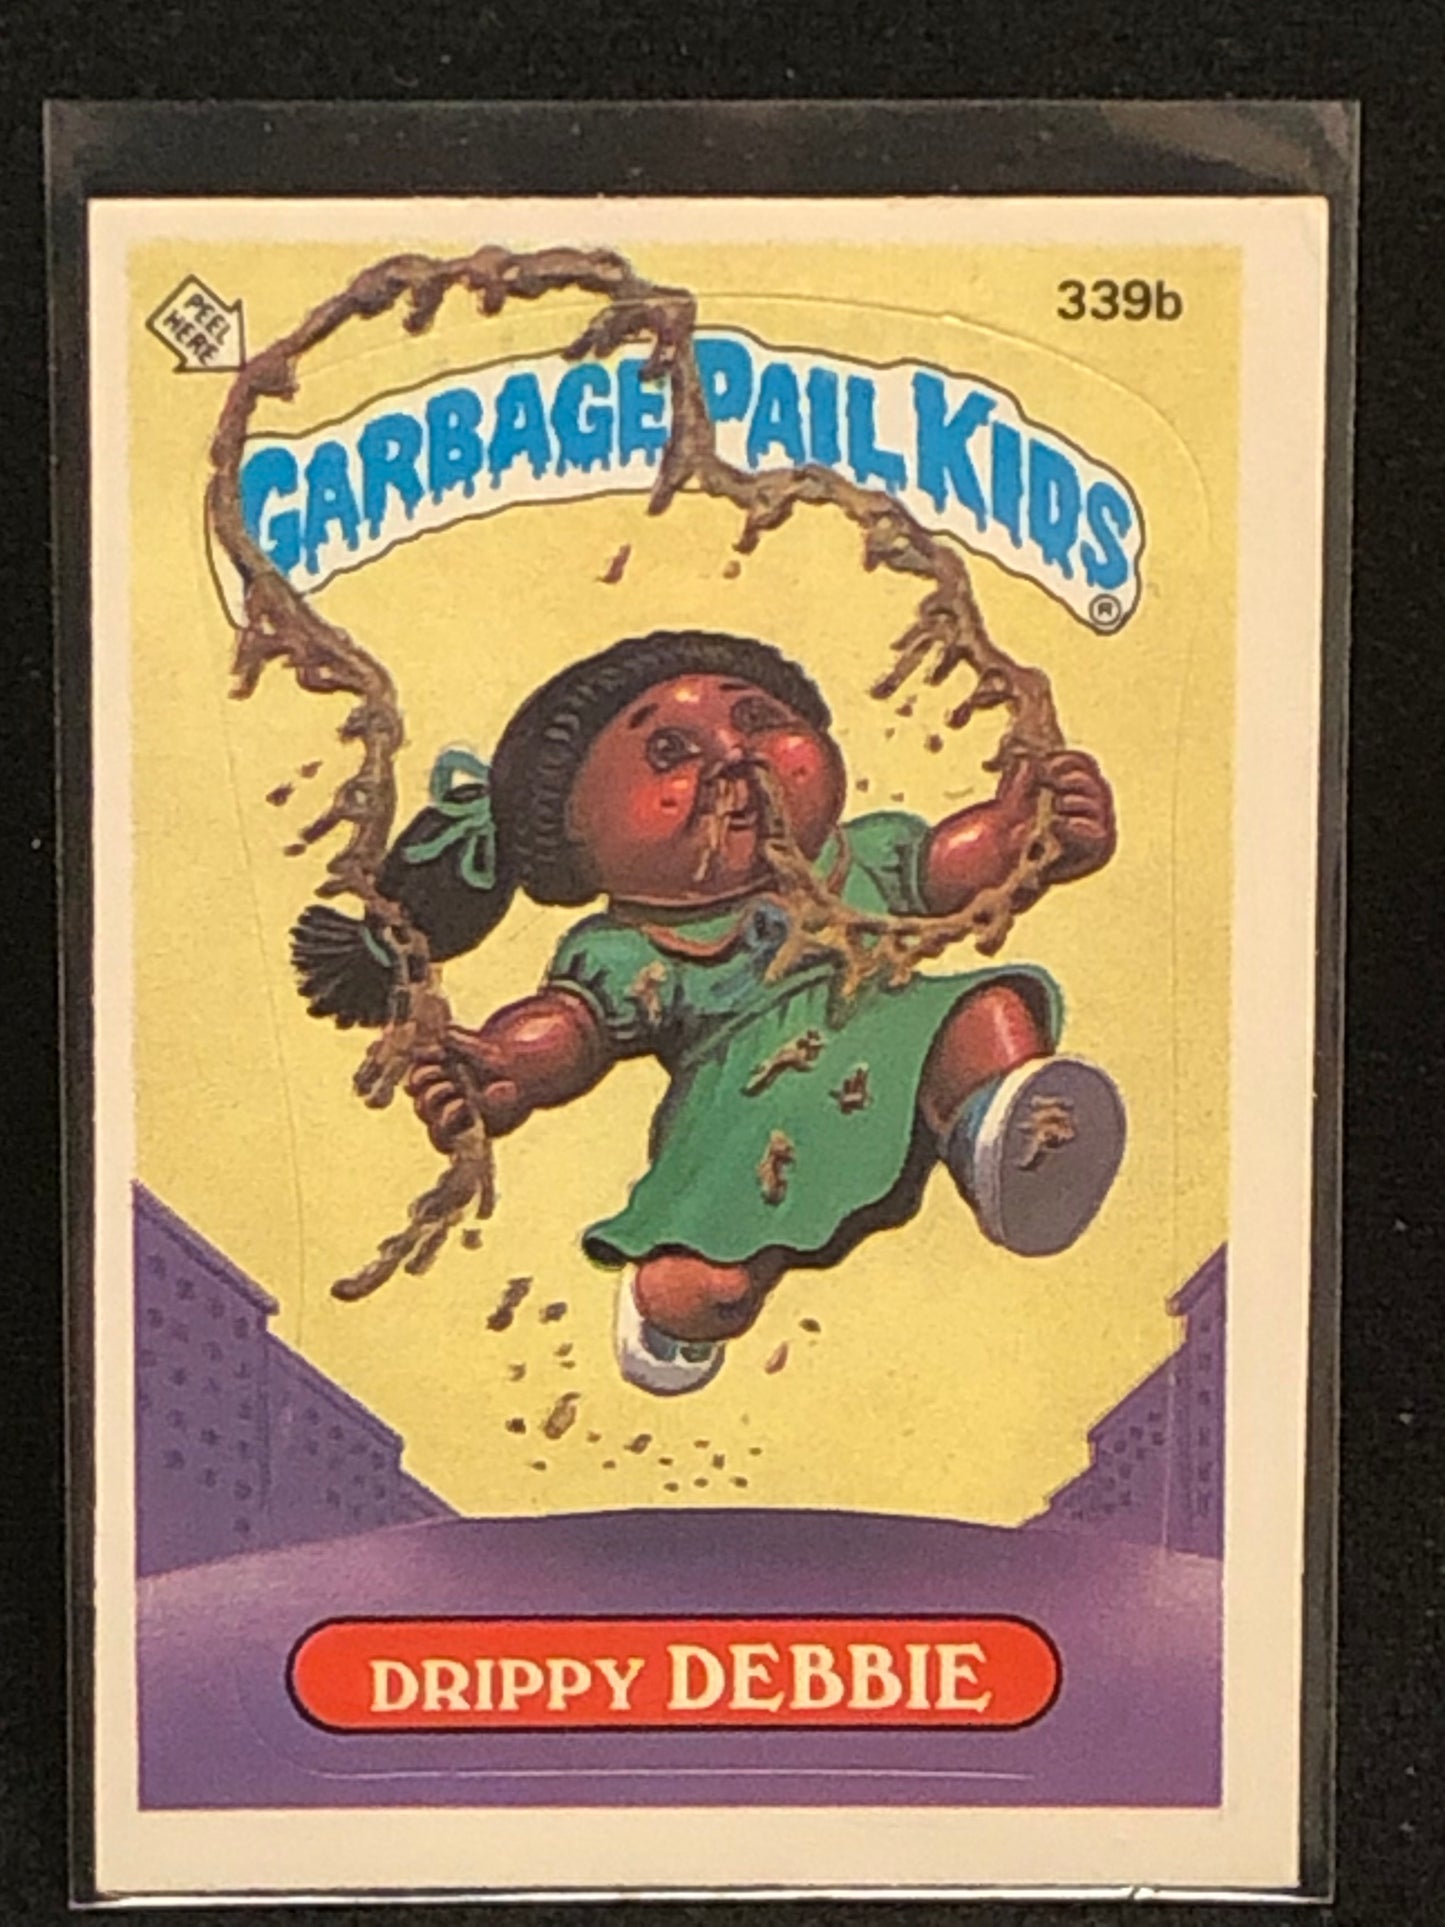 PEEL
HERE
339b
GARBAGE PAIL KIDS
®
DRIPPY DEBBIE